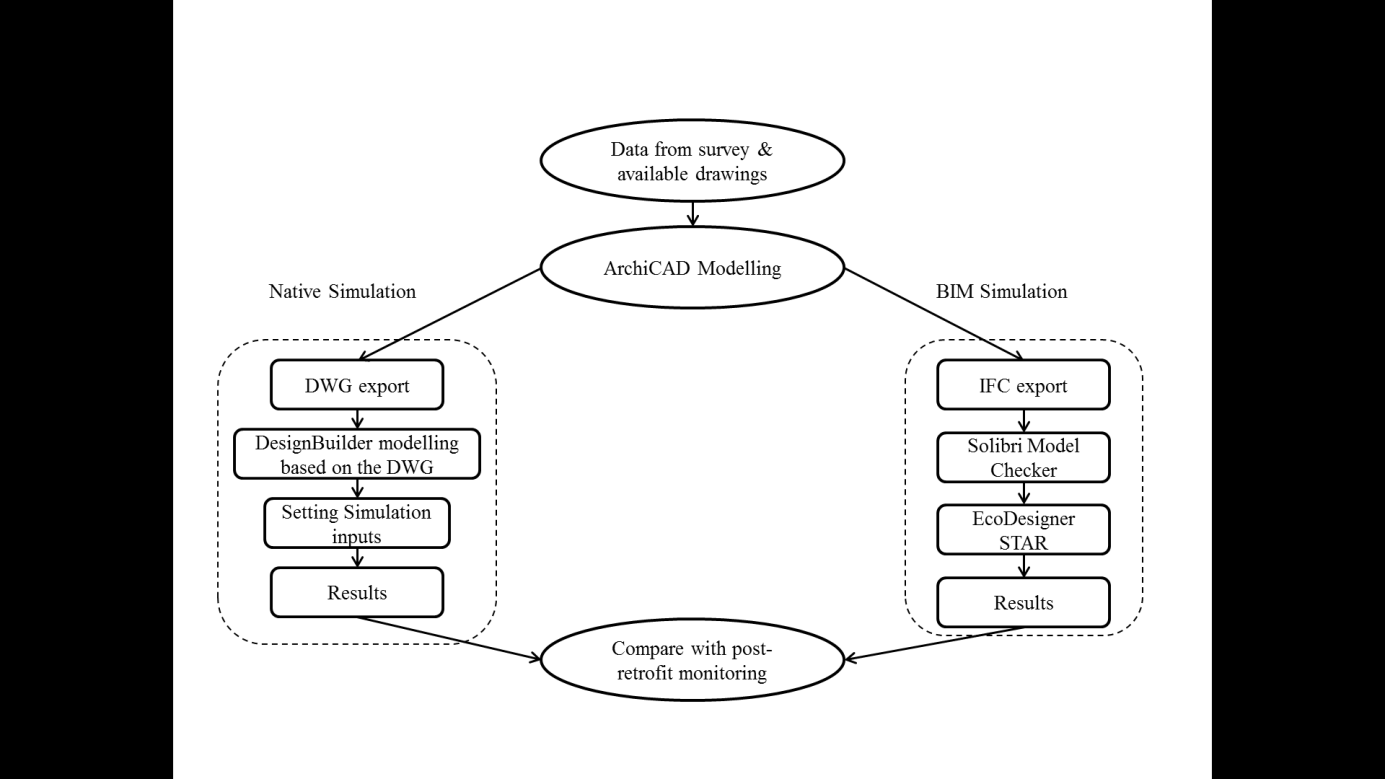 Data from survey &
available drawings
ArchiCAD Modelling
Native Simulation
BIM Simulation
DWG export
DesignBuilder modelling
based on the DWG
Setting Simulation
inputs
Results
IFC export
Solibri Model
Checker
EcoDesigner
STAR
Results
Compare with post-
retrofit monitoring